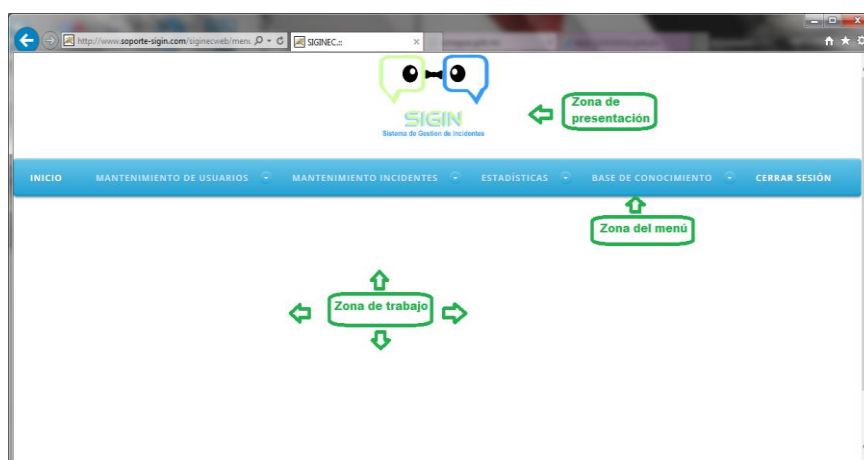 http://www.soporte-sigin.com/siginecweb/menu
SIGINEC.::
SIGIN
Sistema de Gestion de Incidentes
Zona de
presentación
INICIO MANTENIMIENTO DE USUARIOS MANTENIMIENTO INCIDENTES ESTADÍSTICAS BASE DE CONOCIMIENTO CERRAR SESIÓN
Zona del menú
Zona de trabajo